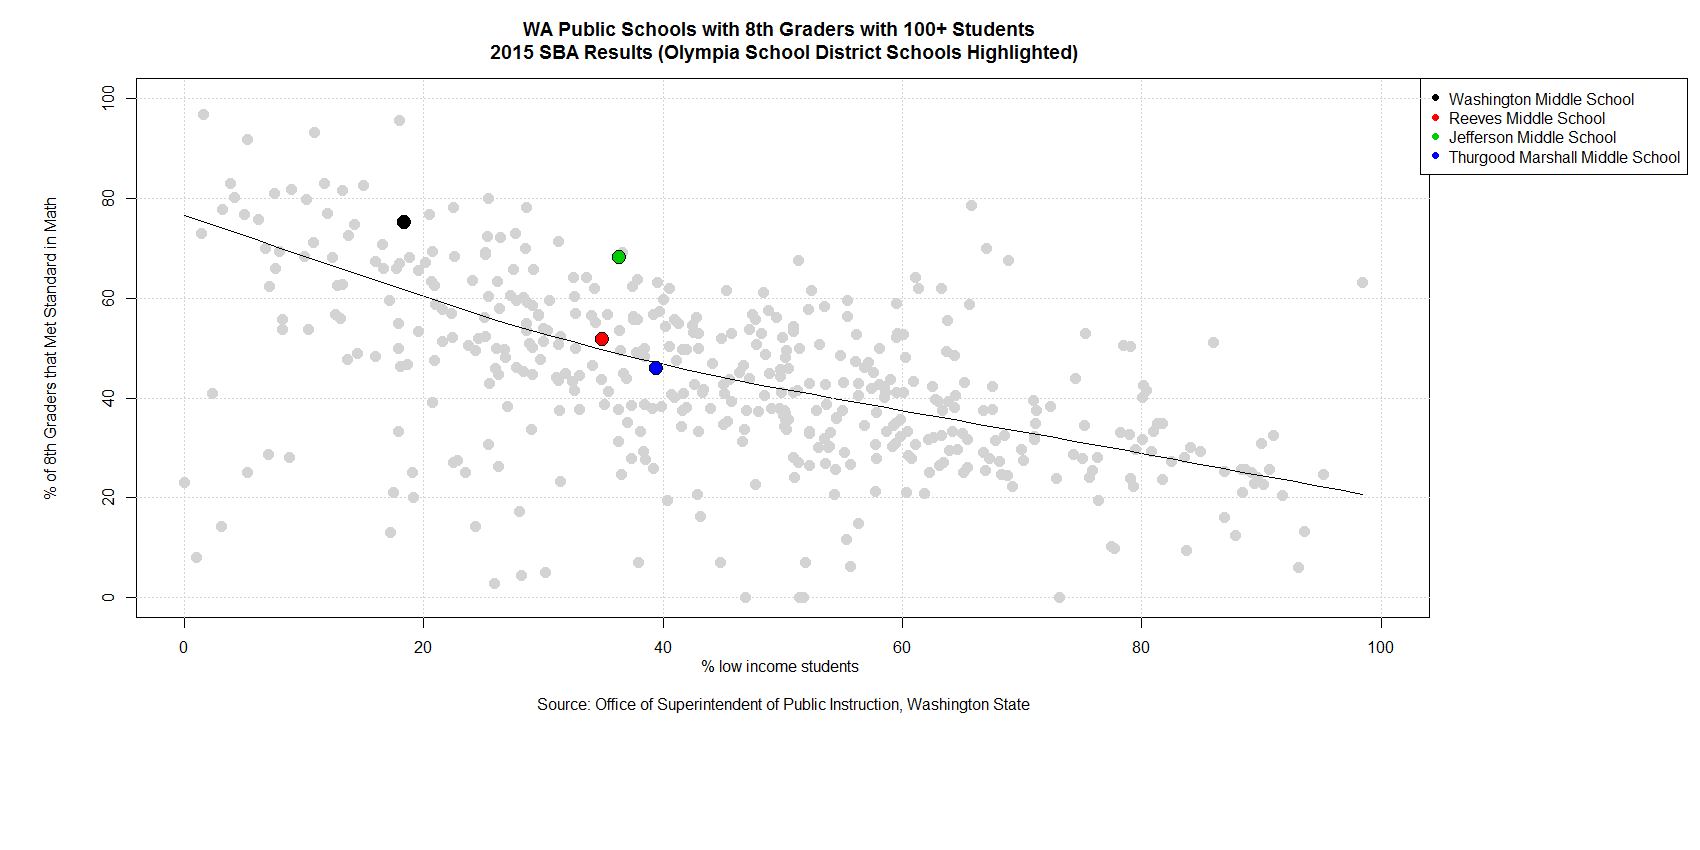 WA Public Schools with 8th Graders with 100+ Students
2015 SBA Results (Olympia School District Schools Highlighted)
Washington Middle School
Reeves Middle School
Jefferson Middle School
Thurgood Marshall Middle School
% of 8th Graders that Met Standard in Math
100
80
60
40
20
0
0 20 40 60 80 100
% low income students
Source: Office of Superintendent of Public Instruction, Washington State